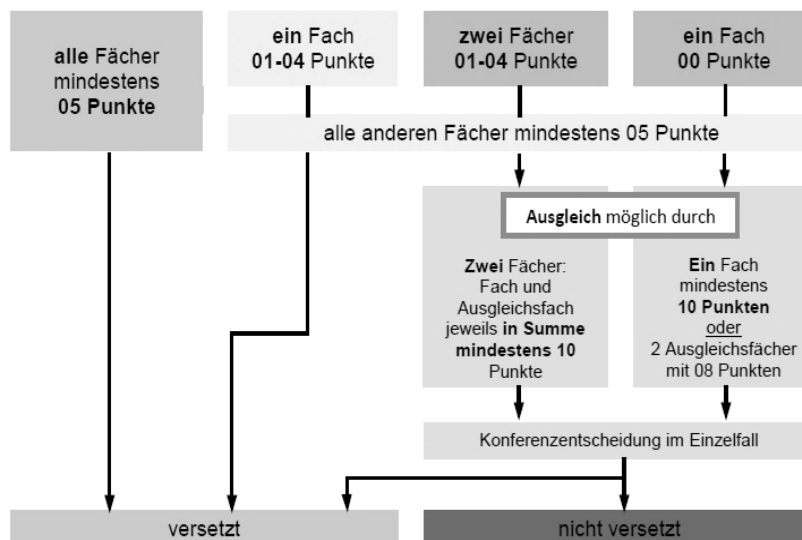 alle Fächer
mindestens
05 Punkte
ein Fach
01-04 Punkte
zwei Fächer
01-04 Punkte
ein Fach
00 Punkte
alle anderen Fächer mindestens 05 Punkte
Ausgleich möglich durch
Zwei Fächer:
Fach und
Ausgleichsfach
jeweils in Summe
mindestens 10
Punkte
Ein Fach
mindestens
10 Punkten
oder
2 Ausgleichsfächer
mit 08 Punkten
Konferenzentscheidung im Einzelfall
versetzt
nicht versetzt